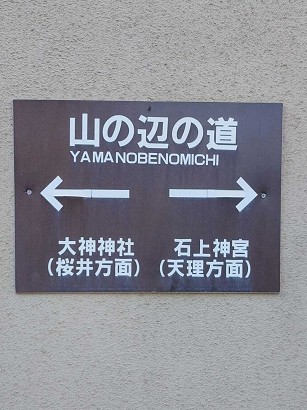 山の辺の道
YAMANOBENOMICHI
← →
大神神社 石上神宮
(桜井方面) (天理方面)